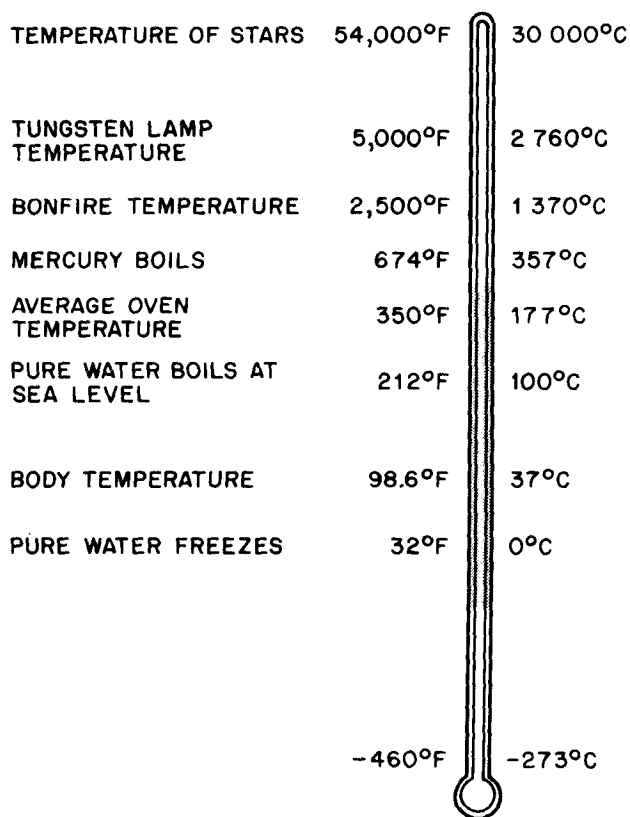 TEMPERATURE OF STARS 54,000°F 30 000°C
TUNGSTEN LAMP
TEMPERATURE 5,000°F 2 760°C
BONFIRE TEMPERATURE 2,500°F 1 370°C
MERCURY BOILS 674°F 357°C
AVERAGE OVEN
TEMPERATURE 350°F 177°C
PURE WATER BOILS AT
SEA LEVEL 212°F 100°C
BODY TEMPERATURE 98.6°F 37°C
PURE WATER FREEZES 32°F 0°C
-460°F -273°C